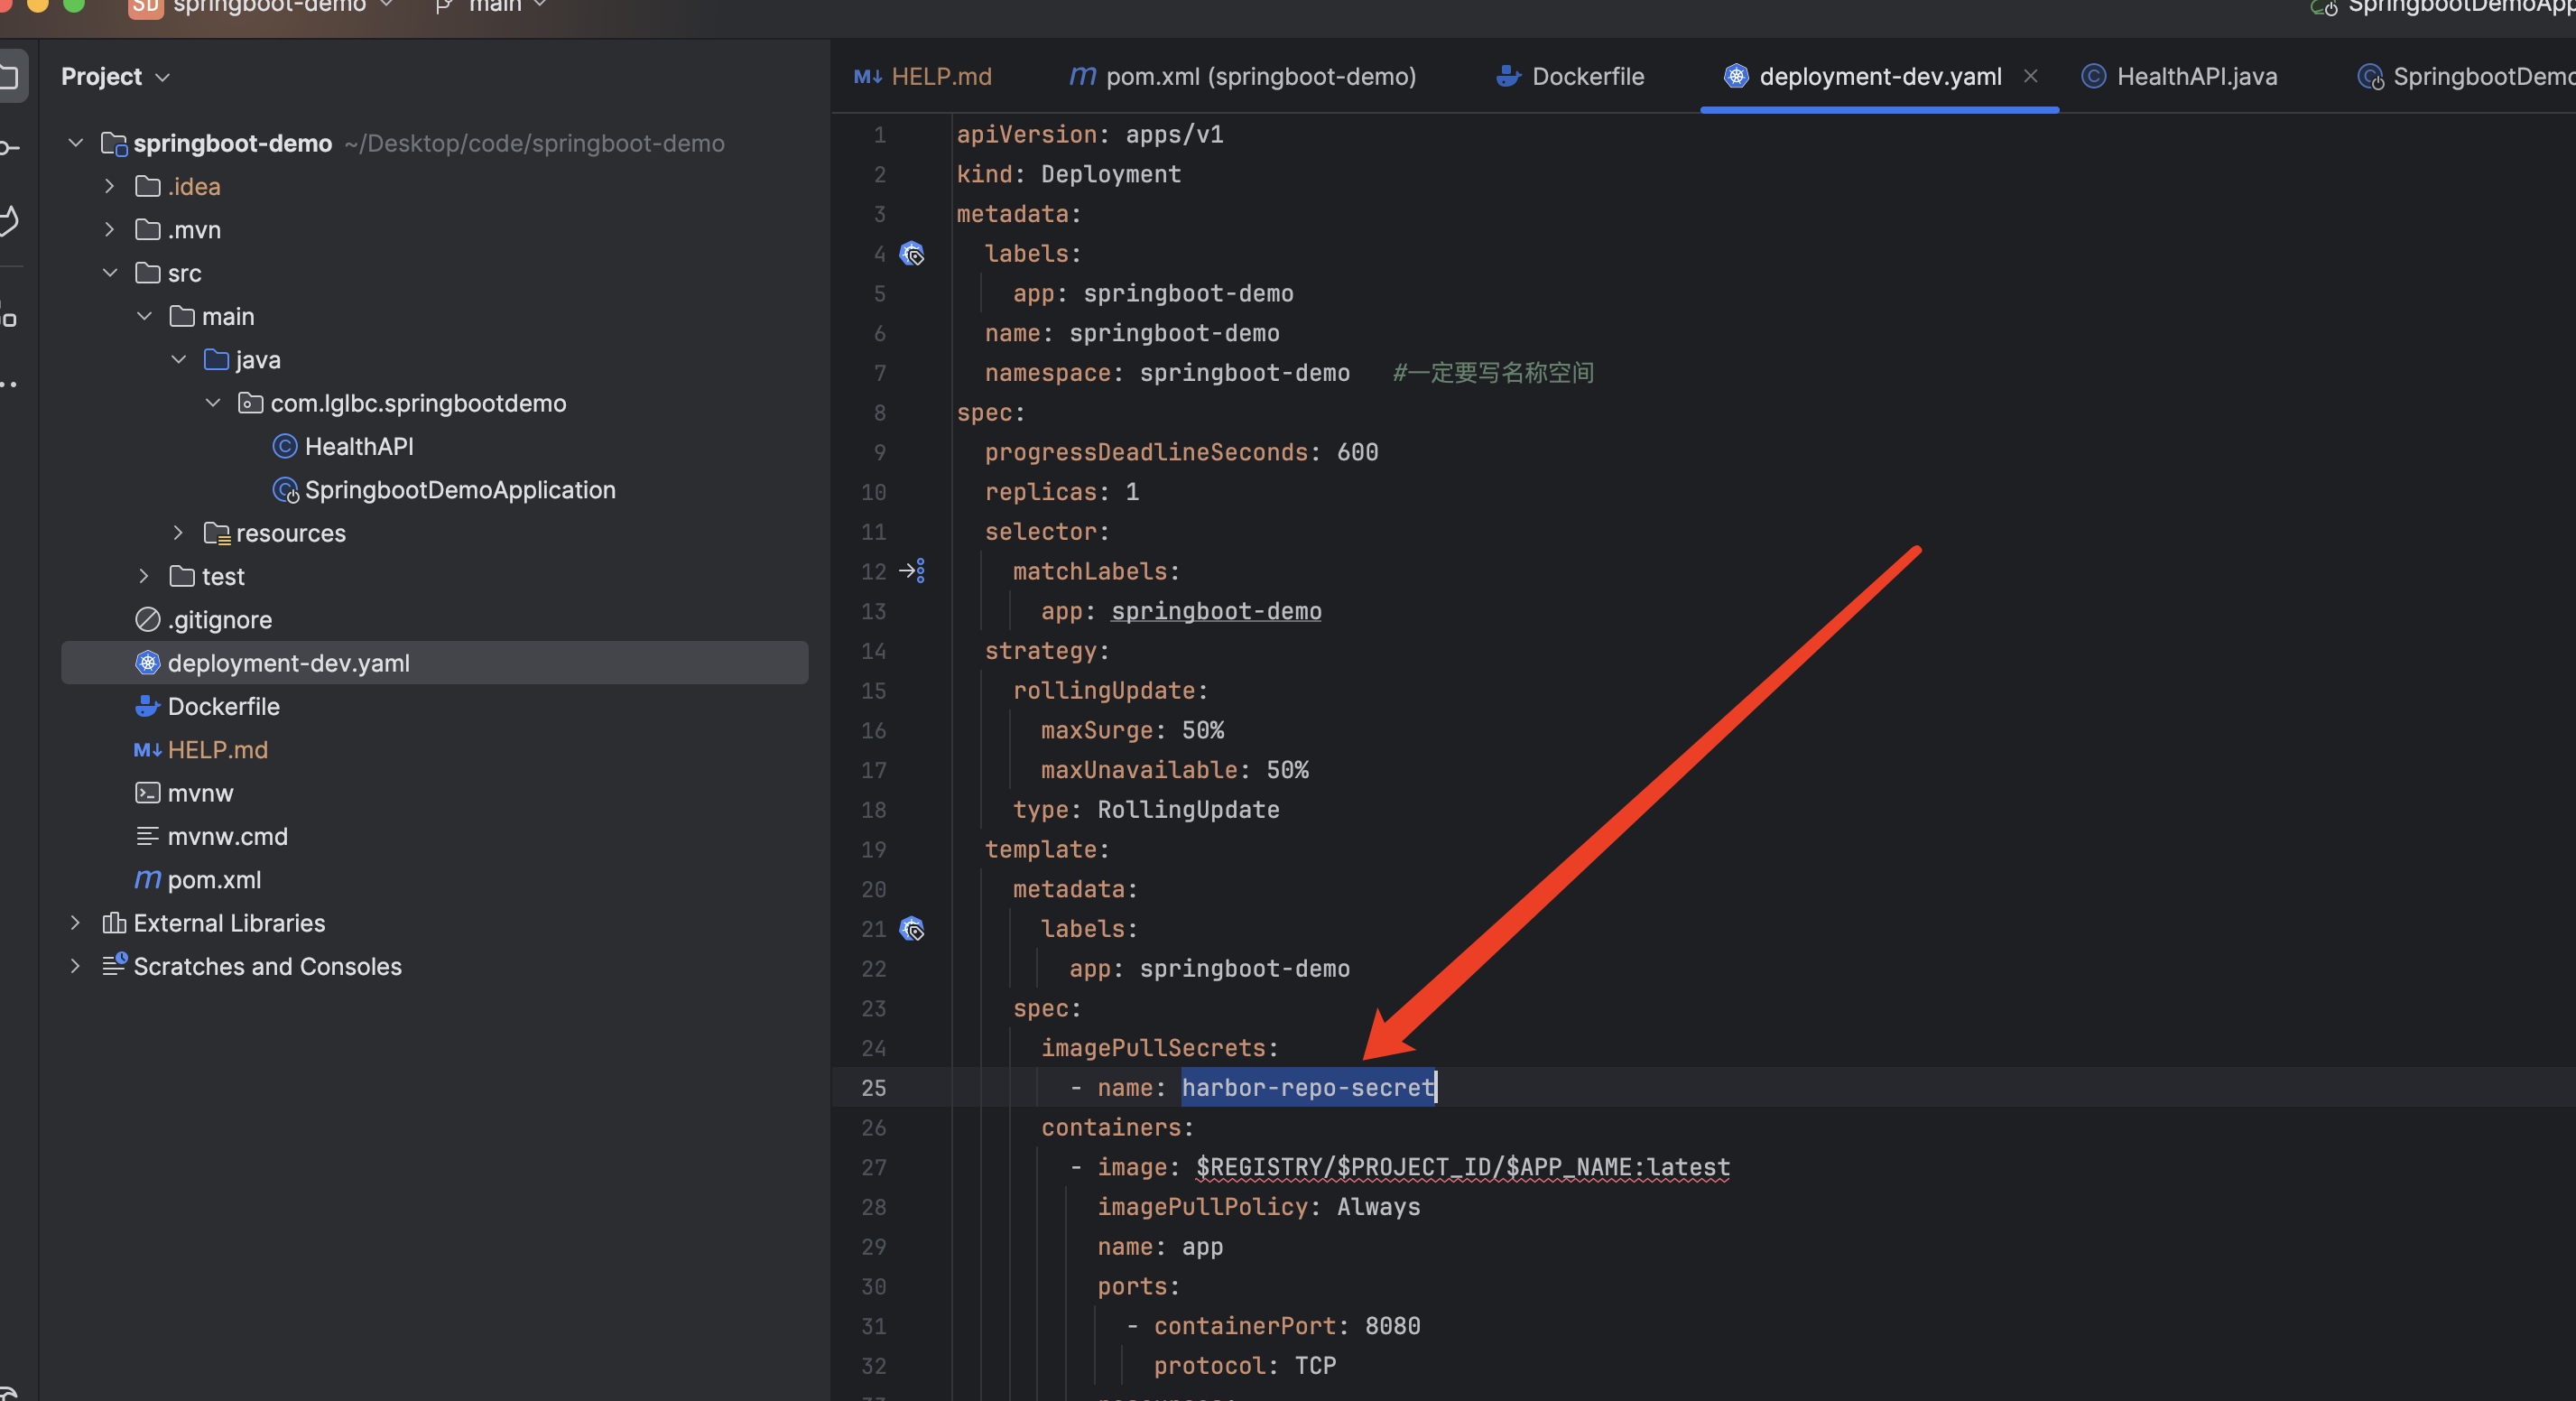 SD springboot-demo main
SpringbootDemoApp
Project
springboot-demo ~/Desktop/code/springboot-demo
.idea
.mvn
src
main
java
com.lglbc.springbootdemo
HealthAPI
SpringbootDemoApplication
resources
test
.gitignore
deployment-dev.yaml
Dockerfile
M↓ HELP.md
mvnw
mvnw.cmd
m pom.xml
External Libraries
Scratches and Consoles
M↓ HELP.md m pom.xml (springboot-demo) Dockerfile deployment-dev.yaml HealthAPI.java SpringbootDemo
1 apiVersion: apps/v1
2 kind: Deployment
3 metadata:
4 labels:
5 app: springboot-demo
6 name: springboot-demo
7 namespace: springboot-demo #一定要写名称空间
8 spec:
9 progressDeadlineSeconds: 600
10 replicas: 1
11 selector:
12 matchLabels:
13 app: springboot-demo
14 strategy:
15 rollingUpdate:
16 maxSurge: 50%
17 maxUnavailable: 50%
18 type: RollingUpdate
19 template:
20 metadata:
21 labels:
22 app: springboot-demo
23 spec:
24 imagePullSecrets:
25 - name: harbor-repo-secret
26 containers:
27 - image: $REGISTRY/$PROJECT_ID/$APP_NAME:latest
28 imagePullPolicy: Always
29 name: app
30 ports:
31 - containerPort: 8080
32 protocol: TCP